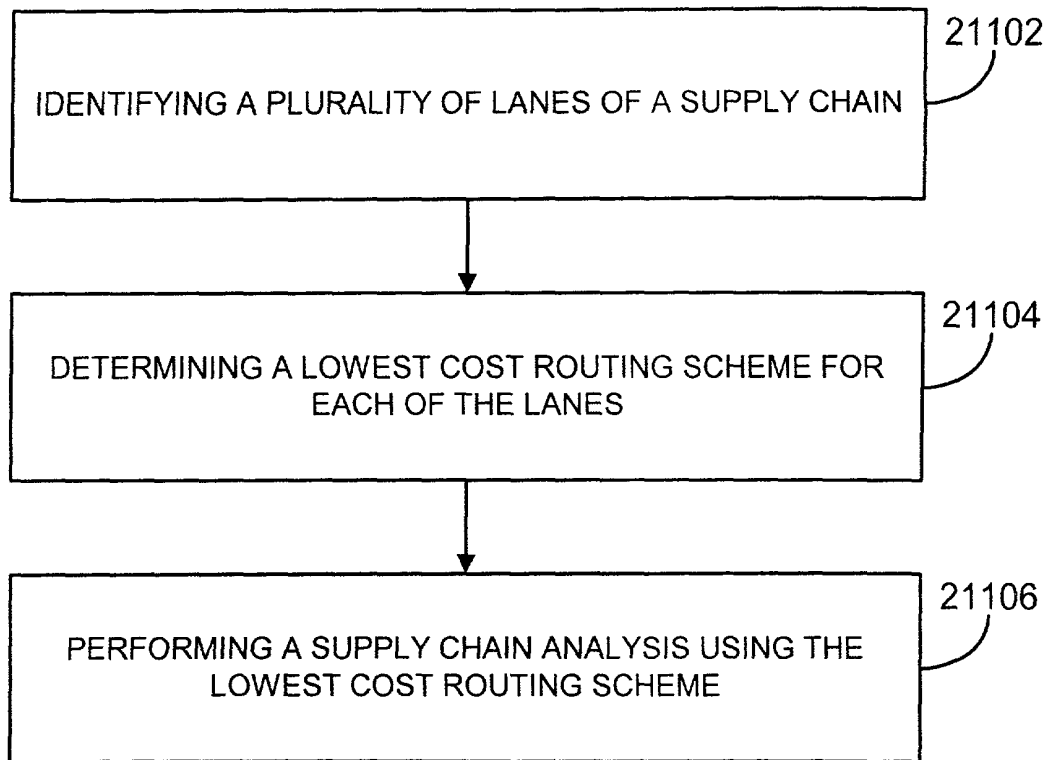 21102
IDENTIFYING A PLURALITY OF LANES OF A SUPPLY CHAIN
21104
DETERMINING A LOWEST COST ROUTING SCHEME FOR
EACH OF THE LANES
21106
PERFORMING A SUPPLY CHAIN ANALYSIS USING THE
LOWEST COST ROUTING SCHEME